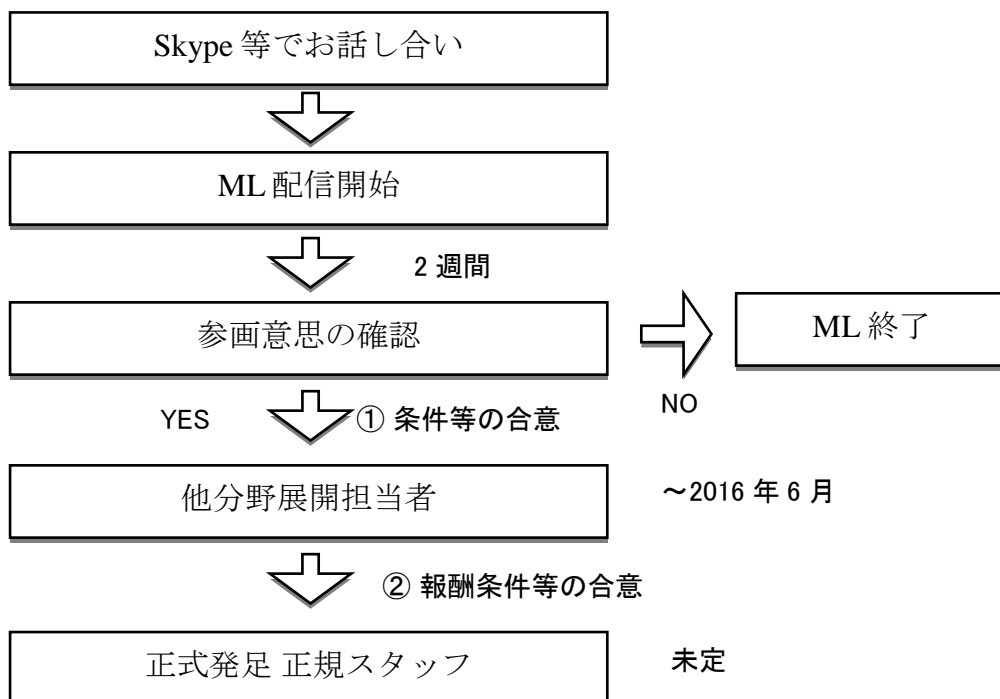 Skype 等でお話し合い
ML 配信開始
2 週間
参画意思の確認
ML 終了
YES
① 条件等の合意
NO
他分野展開担当者
～2016 年 6 月
② 報酬条件等の合意
正式発足 正規スタッフ
未定